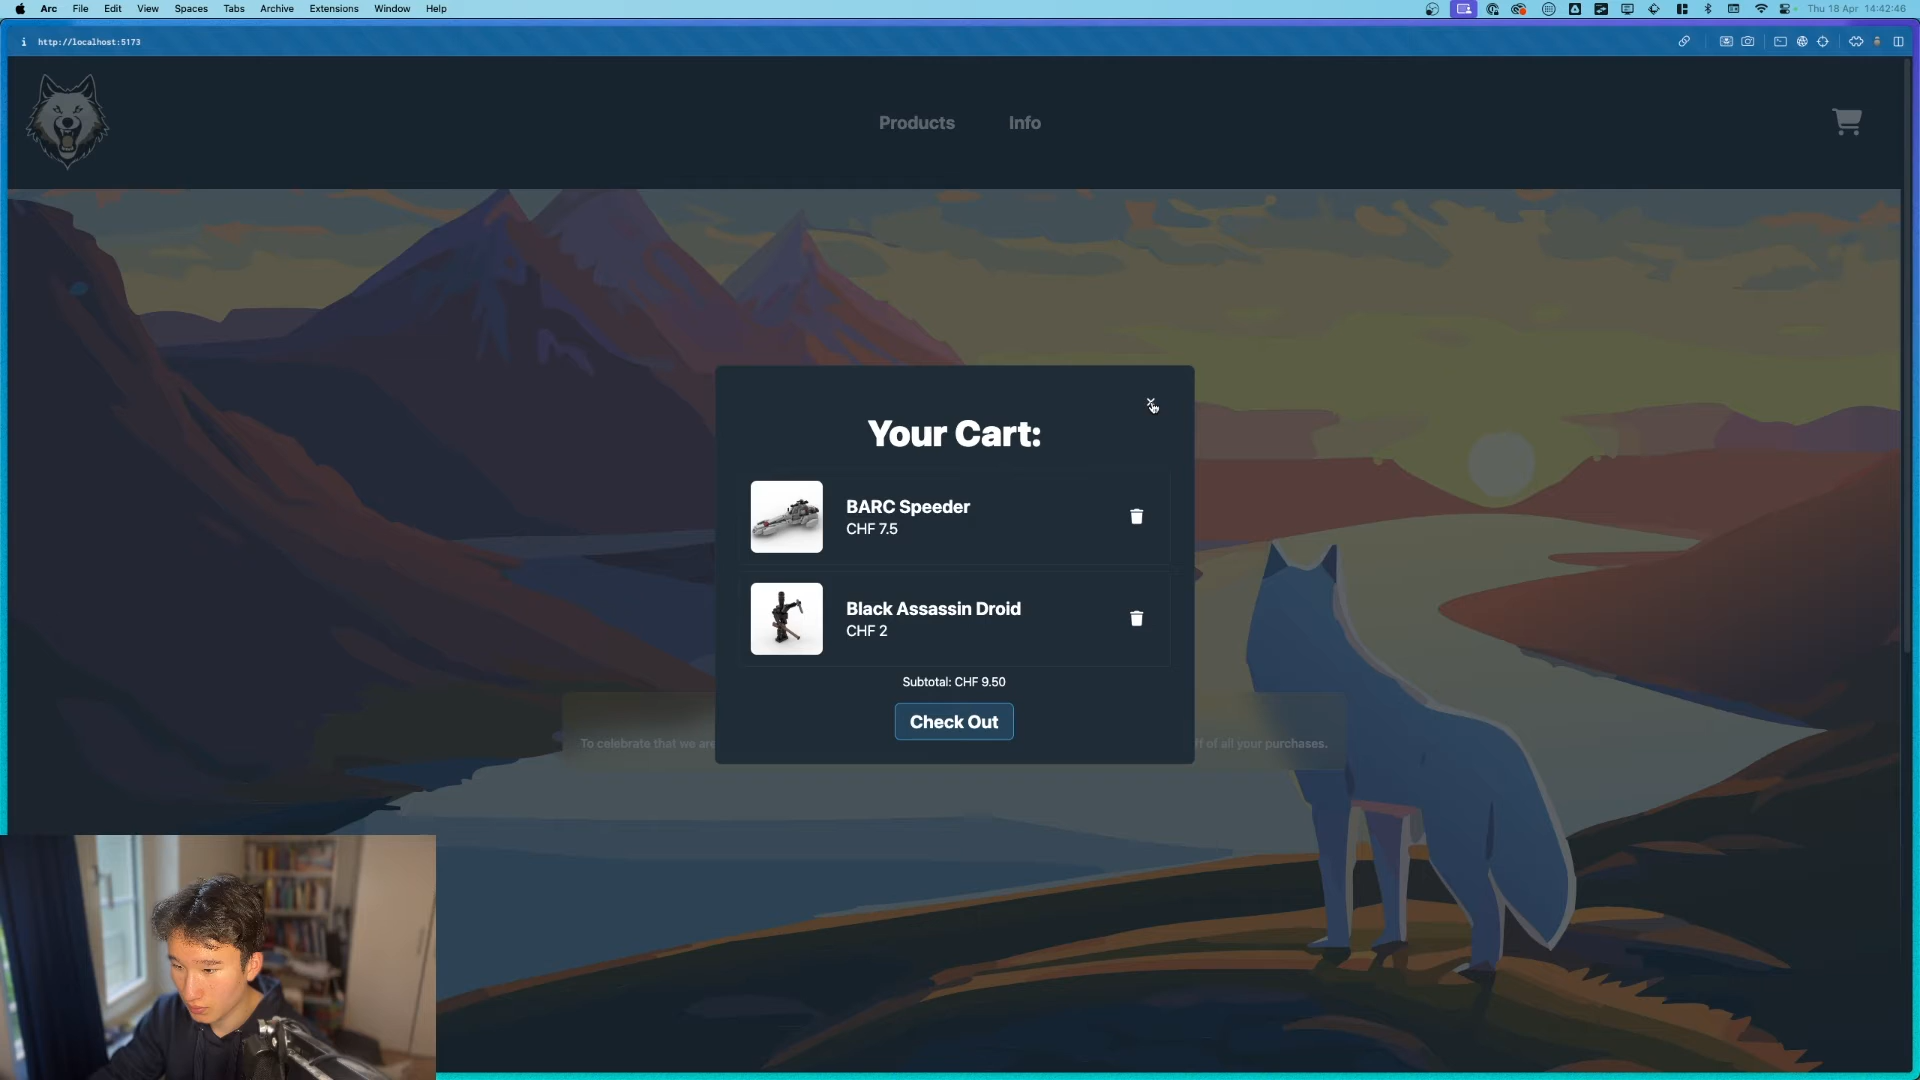 Arc File Edit View Spaces Tabs Archive Extensions Window Help Thu 18 Apr 14:42:46
http://localhost:5173
Products Info
Your Cart:
BARC Speeder
CHF 7.5
Black Assassin Droid
CHF 2
Subtotal: CHF 9.50
Check Out
To celebrate that we are
f of all your purchases.